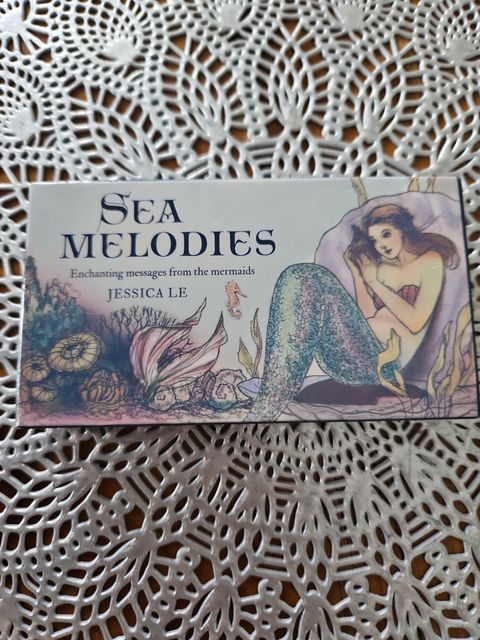 SEA
MELODIES
Enchanting messages from the mermaids
JESSICA LE